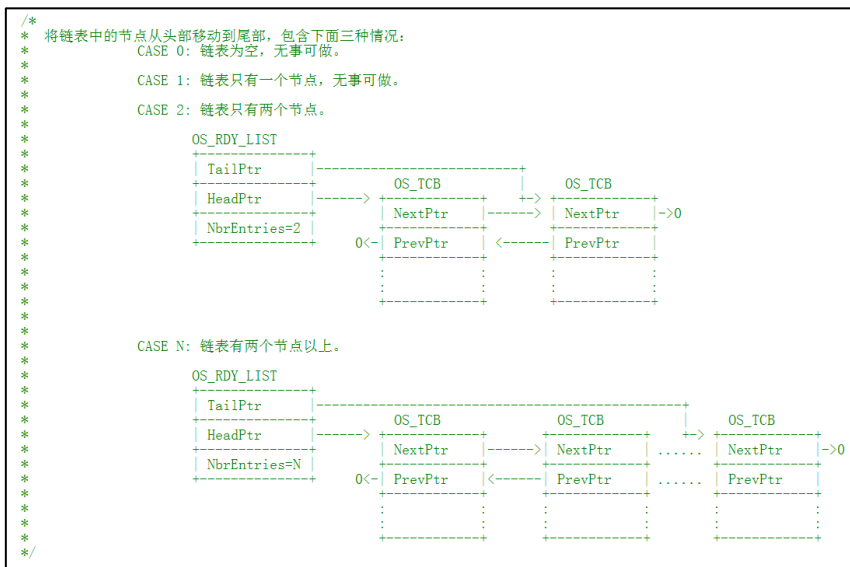 /*
*  将链表中的节点从头部移动到尾部，包含下面三种情况：
*             CASE 0: 链表为空，无事可做。
*
*             CASE 1: 链表只有一个节点，无事可做。
*
*             CASE 2: 链表只有两个节点。
*
*                     OS_RDY_LIST
*                     +--------------+
*                     | TailPtr      |--------------------------+
*                     +--------------+         OS_TCB           |     OS_TCB
*                     | HeadPtr      |------> +------------+    +-> +------------+
*                     +--------------+        | NextPtr    |------> | NextPtr    |->0
*                     | NbrEntries=2 |        +------------+        +------------+
*                     +--------------+     0<-| PrevPtr    | <------| PrevPtr    |
*                                             +------------+        +------------+
*                                             :            :        :            :
*                                             :            :        :            :
*                                             +------------+        +------------+
*
*
*             CASE N: 链表有两个节点以上。
*
*                     OS_RDY_LIST
*                     +--------------+
*                     | TailPtr      |-----------------------------------------------+
*                     +--------------+         OS_TCB              OS_TCB            |    OS_TCB
*                     | HeadPtr      |------> +------------+       +------------+    +-> +------------+
*                     +--------------+        | NextPtr    |------>| NextPtr    | ...... | NextPtr    |->0
*                     | NbrEntries=N |        +------------+       +------------+        +------------+
*                     +--------------+     0<-| PrevPtr    |<------| PrevPtr    | ...... | PrevPtr    |
*                                             +------------+       +------------+        +------------+
*                                             :            :       :            :        :            :
*                                             :            :       :            :        :            :
*                                             +------------+       +------------+        +------------+
*/